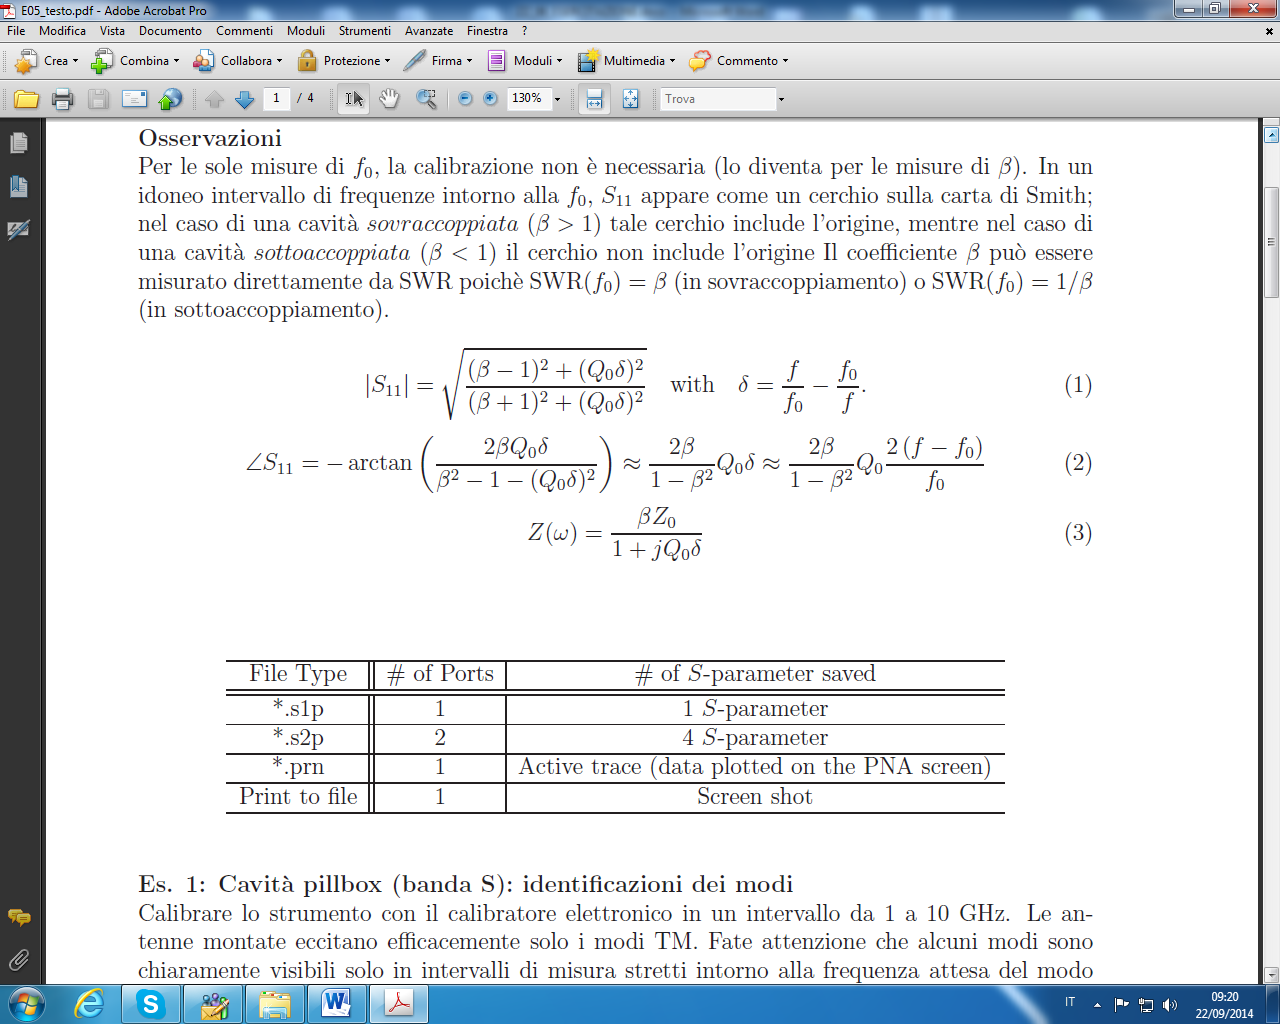 E05_testo.pdf - Adobe Acrobat Pro
File Modifica Vista Documento Commenti Moduli Strumenti Avanzate Finestra ?
Crea Combina Collabora Protezione Firma Moduli Multimedia Commento
1 / 4 130% Trova
Osservazioni
Per le sole misure di f₀, la calibrazione non è necessaria (lo diventa per le misure di β). In un
idoneo intervallo di frequenze intorno alla f₀, S₁₁ appare come un cerchio sulla carta di Smith;
nel caso di una cavità sovraccoppiata (β > 1) tale cerchio include l'origine, mentre nel caso di
una cavità sottoaccoppiata (β < 1) il cerchio non include l'origine Il coefficiente β può essere
misurato direttamente da SWR poichè SWR(f₀) = β (in sovraccoppiamento) o SWR(f₀) = 1/β
(in sottoaccoppiamento).
|S₁₁| = √(((β − 1)² + (Q₀δ)²) / ((β + 1)² + (Q₀δ)²)) with δ = f/f₀ − f₀/f. (1)
∠S₁₁ = − arctan (2βQ₀δ / (β² − 1 − (Q₀δ)²)) ≈ 2β/(1 − β²) Q₀δ ≈ 2β/(1 − β²) Q₀ 2 (f − f₀)/f₀ (2)
Z(ω) = βZ₀ / (1 + jQ₀δ) (3)
File Type # of Ports # of S-parameter saved
*.s1p 1 1 S-parameter
*.s2p 2 4 S-parameter
*.prn 1 Active trace (data plotted on the PNA screen)
Print to file 1 Screen shot
Es. 1: Cavità pillbox (banda S): identificazioni dei modi
Calibrare lo strumento con il calibratore elettronico in un intervallo da 1 a 10 GHz. Le an-
tenne montate eccitano efficacemente solo i modi TM. Fate attenzione che alcuni modi sono
chiaramente visibili solo in intervalli di misura stretti intorno alla frequenza attesa del modo
IT 09:20
22/09/2014